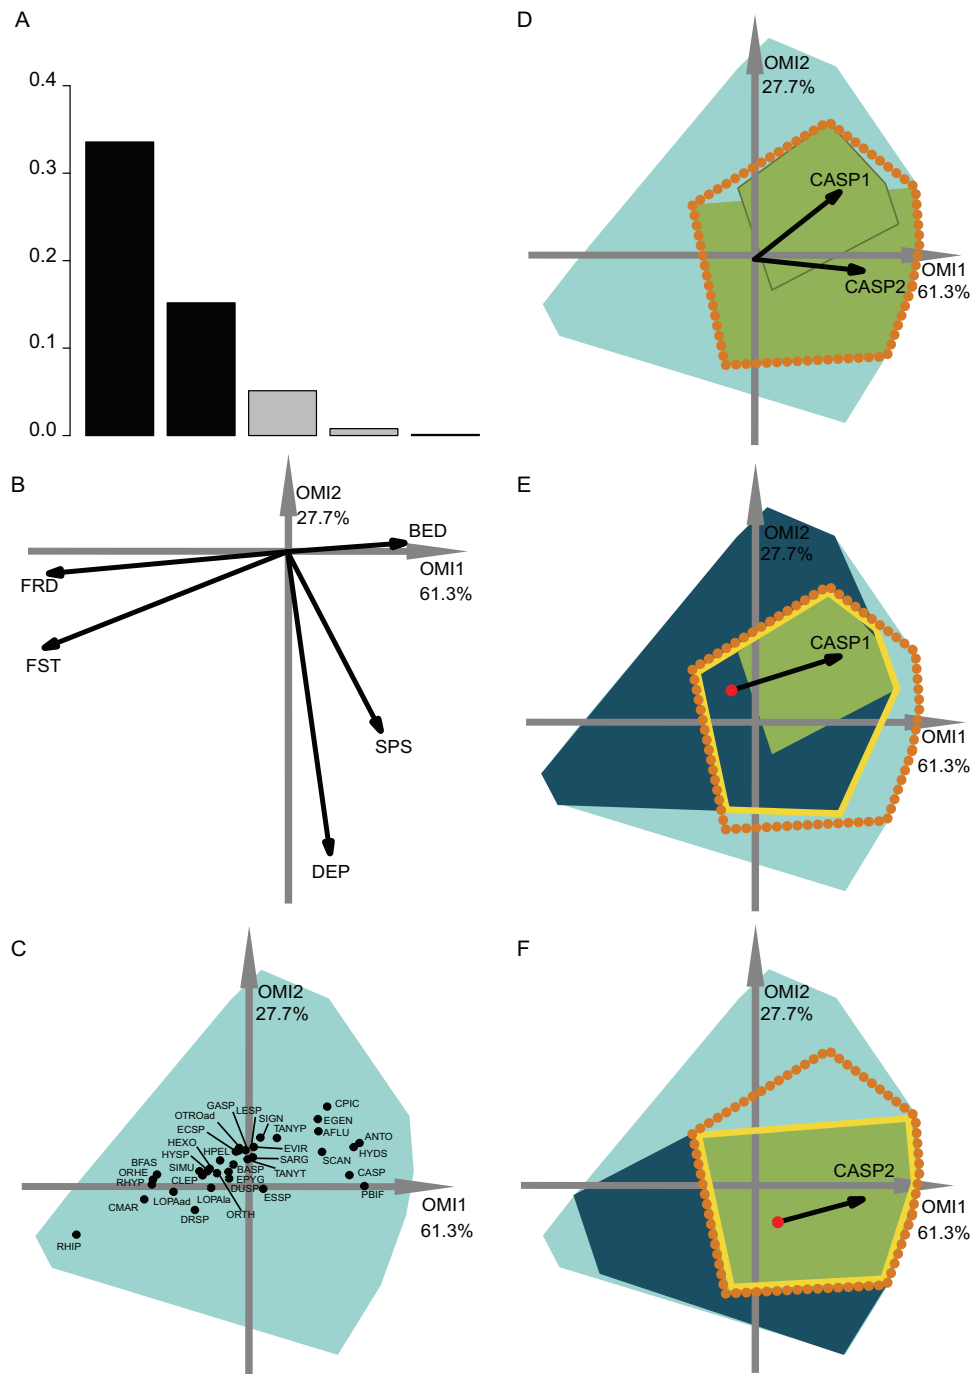 A
0.4
0.3
0.2
0.1
0.0
B
OMI2
27.7%
BED
OMI1
61.3%
FRD
FST
SPS
DEP
C
OMI2
27.7%
CPIC
GASP
LESP
OTROad
SIGN
EGEN
TANYP
AFLU
ECSP
ANTO
HEXO
EVIR
HYDS
HYSP
HPEL
SARG
SCAN
BFAS
SIMU
BASP
TANYT
CASP
ORHE
EPYG
RHYP
CLEP
DUSP
ESSP
PBIF
LOPAad
LOPAla
OMI1
CMAR
ORTH
DRSP
61.3%
RHIP
D
OMI2
27.7%
CASP1
OMI1
CASP2
61.3%
E
OMI2
27.7%
CASP1
OMI1
61.3%
F
OMI2
27.7%
CASP2
OMI1
61.3%